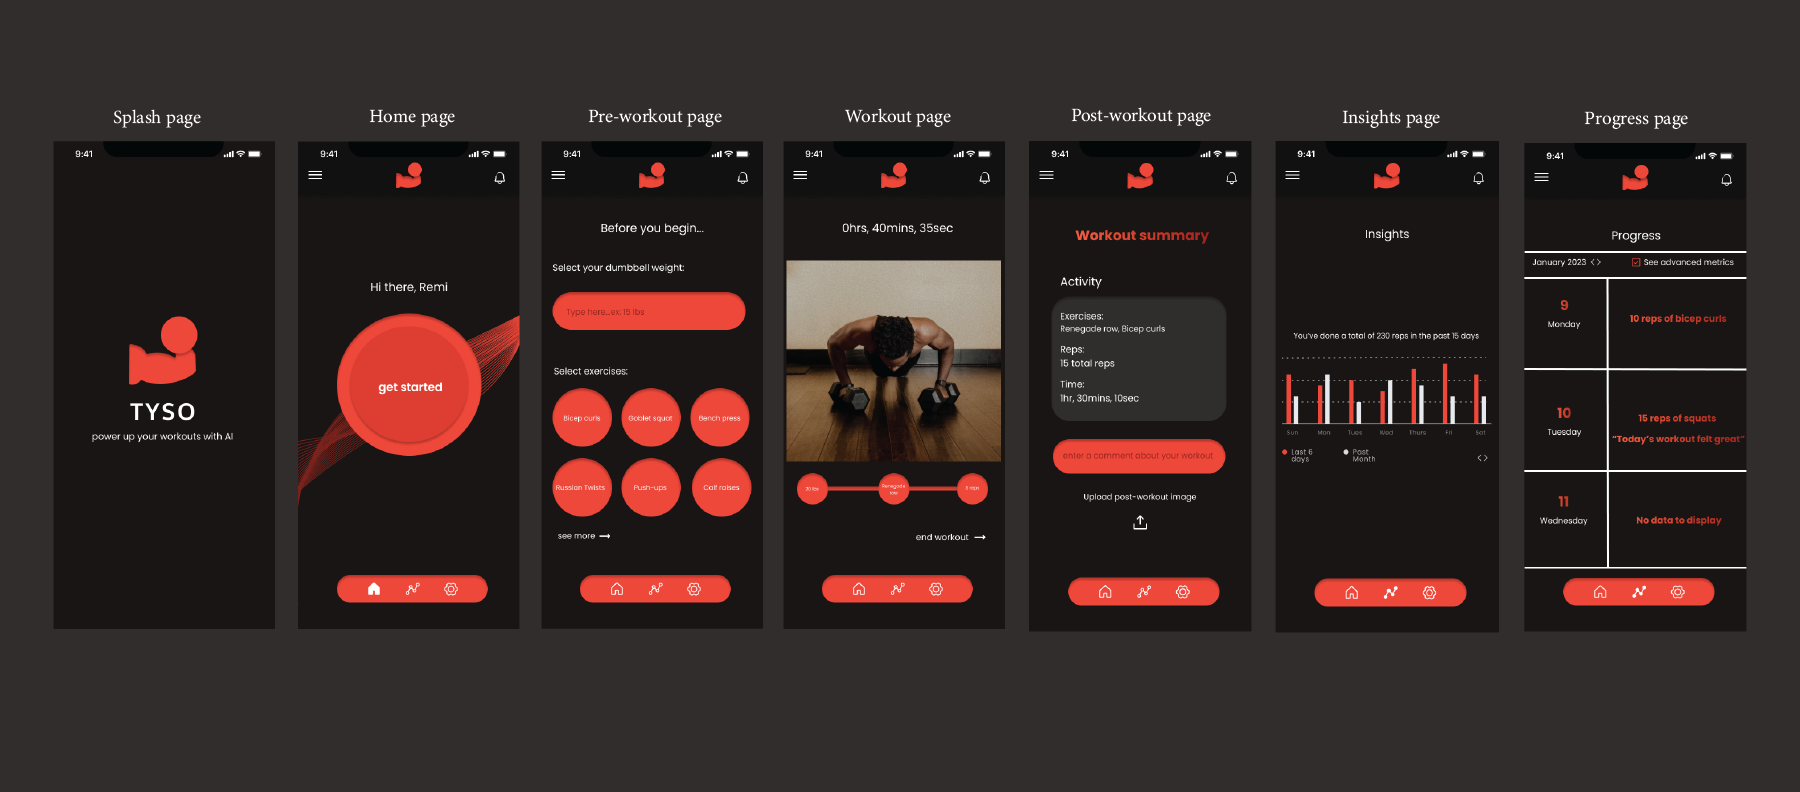 Splash page
9:41
TYSO
power up your workouts with AI
Home page
9:41
Hi there, Remi
get started
Pre-workout page
9:41
Before you begin...
Select your dumbbell weight:
Type here...ex. 15 lbs
Select exercises:
Bicep curls
Goblet squat
Bench press
Russian Twists
Push-ups
Calf raises
see more
Workout page
9:41
0hrs, 40mins, 35sec
20 lbs
Renegade
row
reps
end workout
Post-workout page
9:41
Workout summary
Activity
Exercises:
Renegade row, Bicep curls
Reps:
15 total reps
Time:
1hr, 30mins, 10sec
enter a comment about your workout
Upload post-workout image
Insights page
9:41
Insights
You've done a total of 230 reps in the past 15 days
Sun Mon Tues Wed Thurs Fri Sat
Last 6
days
Past
Month
Progress page
9:41
Progress
January 2023
See advanced metrics
9
Monday
10 reps of bicep curls
10
Tuesday
15 reps of squats
"Today's workout felt great"
11
Wednesday
No data to display